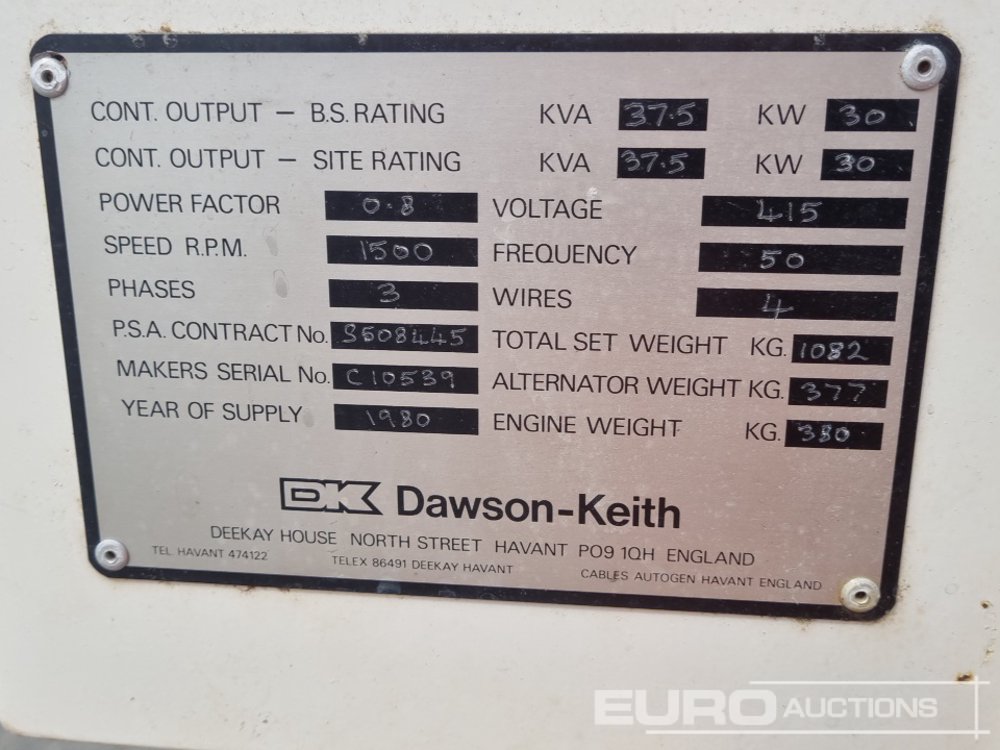 CONT. OUTPUT — B.S. RATING KVA 37.5 KW 30
CONT. OUTPUT — SITE RATING KVA 37.5 KW 30
POWER FACTOR 0.8 VOLTAGE 415
SPEED R.P.M. 1500 FREQUENCY 50
PHASES 3 WIRES 4
P.S.A. CONTRACT No. S608445 TOTAL SET WEIGHT KG. 1082
MAKERS SERIAL No. C10539 ALTERNATOR WEIGHT KG. 377
YEAR OF SUPPLY 1980 ENGINE WEIGHT KG. 380
DK Dawson-Keith
DEEKAY HOUSE NORTH STREET HAVANT PO9 1QH ENGLAND
TEL. HAVANT 474122 TELEX 86491 DEEKAY HAVANT CABLES AUTOGEN HAVANT ENGLAND
EURO AUCTIONS